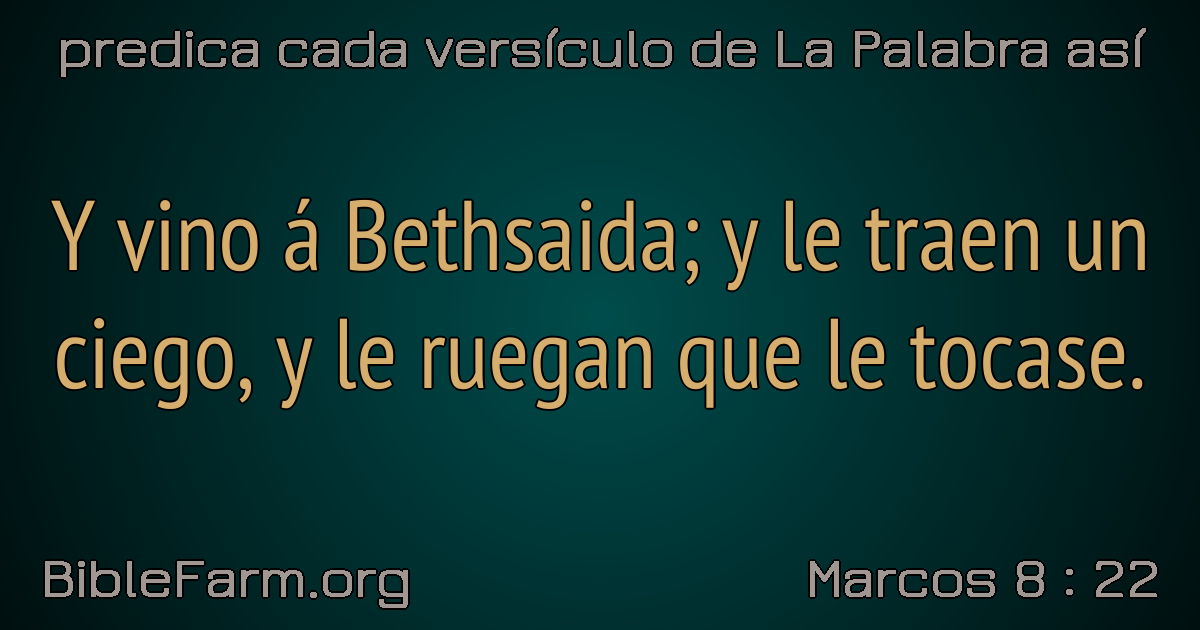 predica cada versículo de La Palabra así
Y vino á Bethsaida; y le traen un
ciego, y le ruegan que le tocase.
BibleFarm.org
Marcos 8 : 22